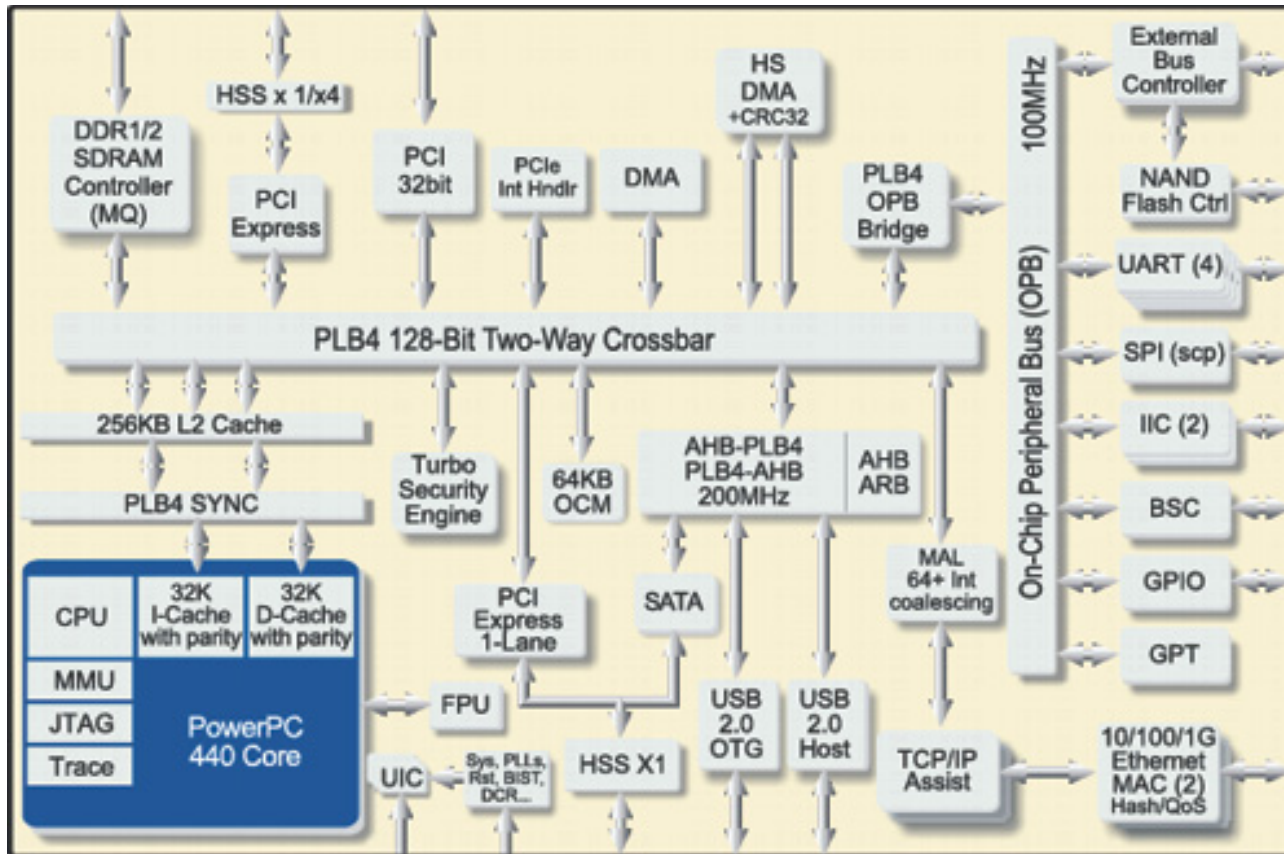 HSS x 1/x4
DDR1/2
SDRAM
Controller
(MQ)
PCI
Express
PCI
32bit
PCIe
Int Hndlr
DMA
HS
DMA
+CRC32
PLB4
OPB
Bridge
On-Chip Peripheral Bus (OPB) 100MHz
External
Bus
Controller
NAND
Flash Ctrl
UART (4)
SPI (scp)
IIC (2)
BSC
GPIO
GPT
PLB4 128-Bit Two-Way Crossbar
256KB L2 Cache
PLB4 SYNC
Turbo
Security
Engine
64KB
OCM
AHB-PLB4
PLB4-AHB
200MHz
AHB
ARB
MAL
64+ Int
coalescing
CPU
32K
I-Cache
with parity
32K
D-Cache
with parity
MMU
JTAG
Trace
PowerPC
440 Core
PCI
Express
1-Lane
SATA
FPU
UIC
Sys, PLLs,
Rst, BIST,
DCR...
HSS X1
USB
2.0
OTG
USB
2.0
Host
TCP/IP
Assist
10/100/1G
Ethernet
MAC (2)
Hash/QoS